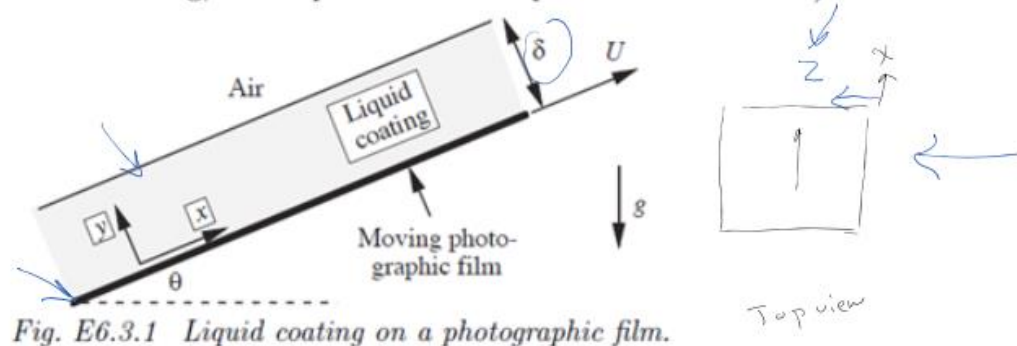 δ
U
Air
Liquid
coating
y
x
θ
g
Moving photo-
graphic film
Fig. E6.3.1 Liquid coating on a photographic film.
z
x
Top view